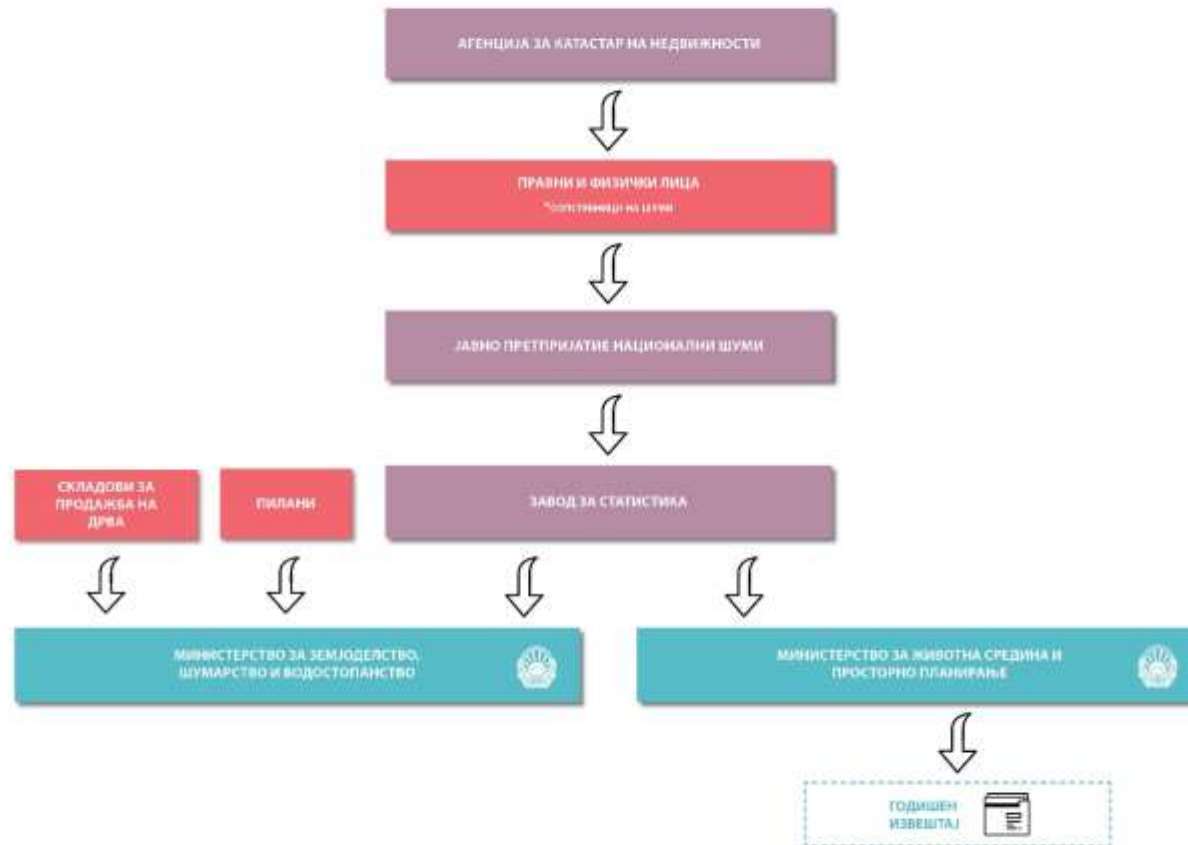 АГЕНЦИЈА ЗА КАТАСТАР НА НЕДВИЖНОСТИ
ПРАВНИ И ФИЗИЧКИ ЛИЦА
*СОПСТВЕНИЦИ НА ШУМИ
ЈАВНО ПРЕТПРИЈАТИЕ НАЦИОНАЛНИ ШУМИ
СКЛАДОВИ ЗА
ПРОДАЖБА НА
ДРВА
ПИЛАНИ
ЗАВОД ЗА СТАТИСТИКА
МИНИСТЕРСТВО ЗА ЗЕМЈОДЕЛСТВО,
ШУМАРСТВО И ВОДОСТОПАНСТВО
МИНИСТЕРСТВО ЗА ЖИВОТНА СРЕДИНА И
ПРОСТОРНО ПЛАНИРАЊЕ
ГОДИШЕН
ИЗВЕШТАЈ